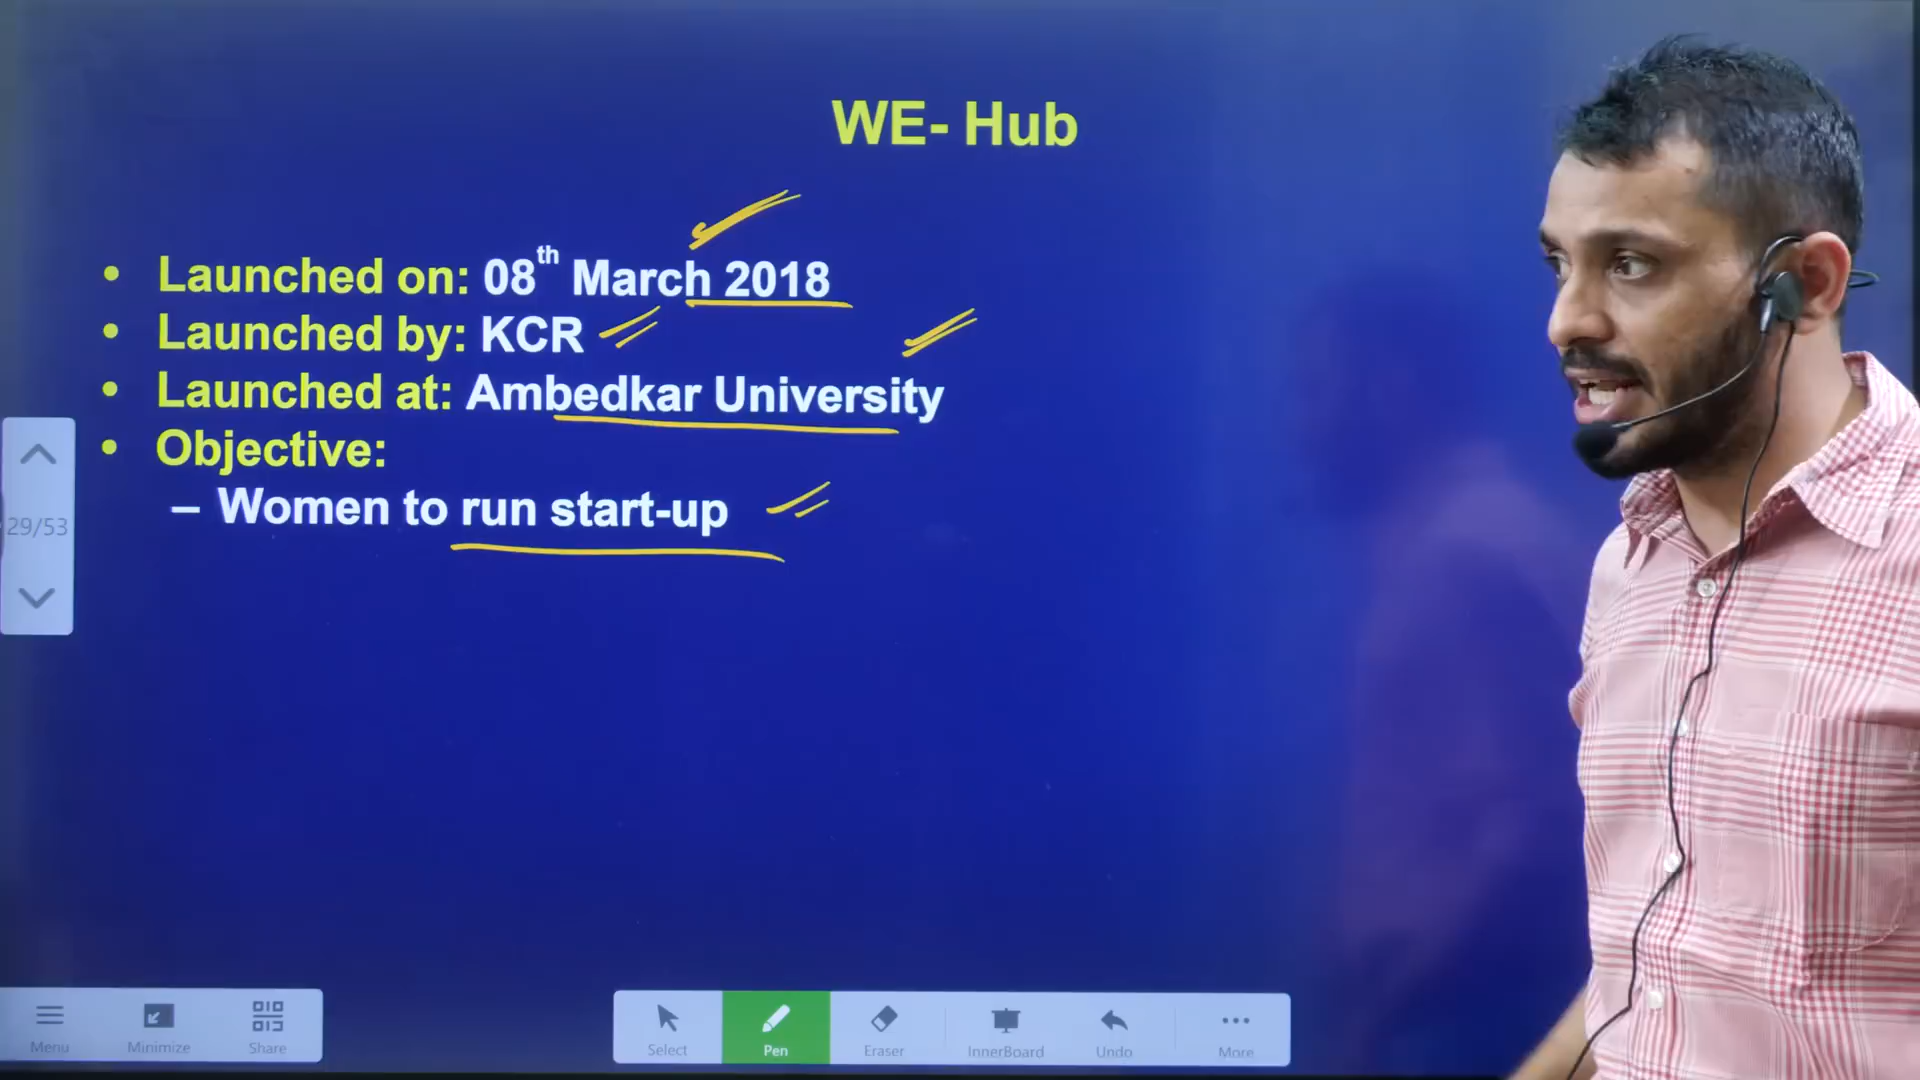 WE- Hub
• Launched on: 08th March 2018
• Launched by: KCR
• Launched at: Ambedkar University
• Objective:
– Women to run start-up
29/53
Menu Minimize Share
Select Pen Eraser InnerBoard Undo More